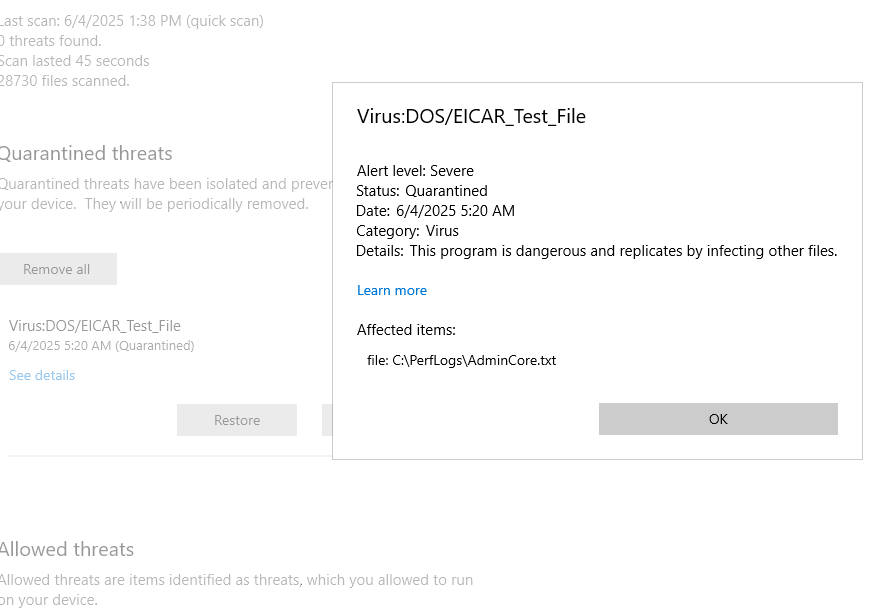 Last scan: 6/4/2025 1:38 PM (quick scan)
0 threats found.
Scan lasted 45 seconds
28730 files scanned.
Quarantined threats
Quarantined threats have been isolated and
your device. They will be periodically removed.
Remove all
Virus:DOS/EICAR_Test_File
6/4/2025 5:20 AM (Quarantined)
See details
Restore
Virus:DOS/EICAR_Test_File
Alert level: Severe
Status: Quarantined
Date: 6/4/2025 5:20 AM
Category: Virus
Details: This program is dangerous and replicates by infecting other files.
Learn more
Affected items:
file: C:\PerfLogs\AdminCore.txt
OK
Allowed threats
Allowed threats are items identified as threats, which you allowed to run
on your device.